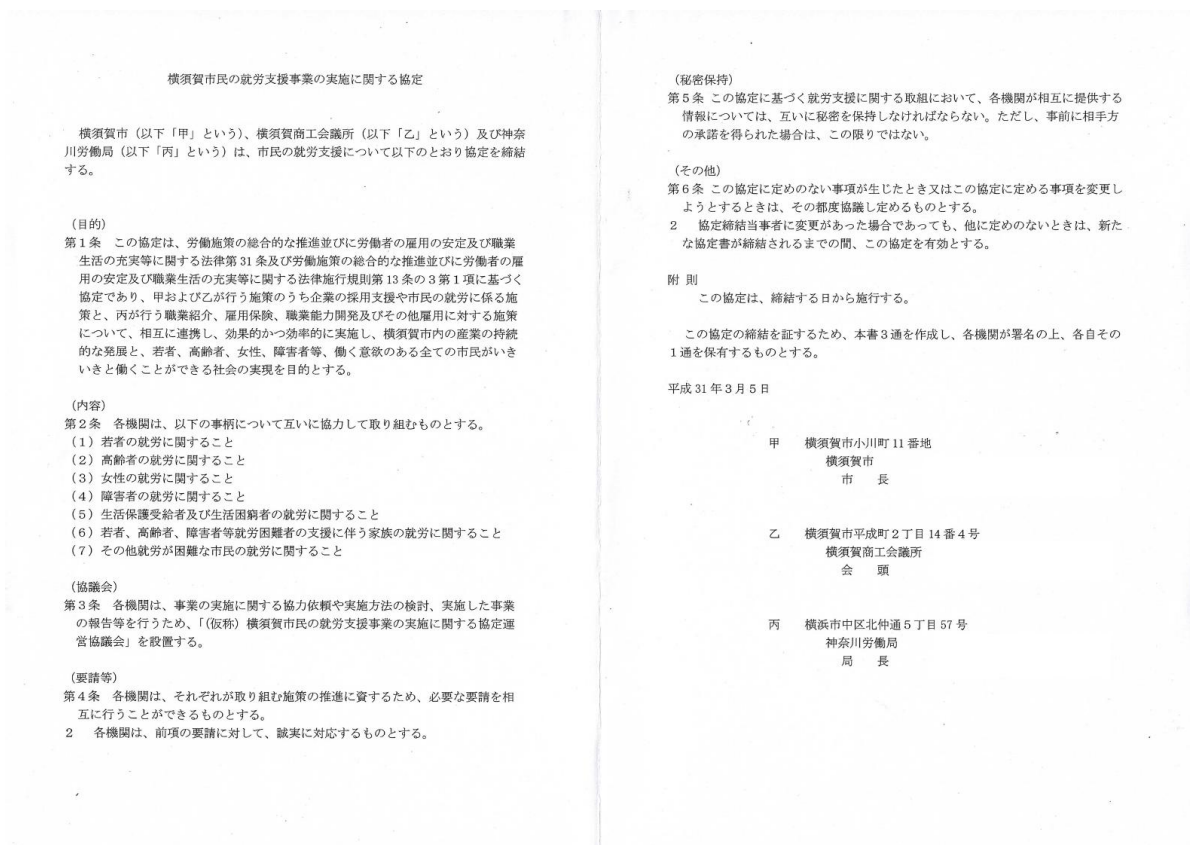 横須賀市民の就労支援事業の実施に関する協定
横須賀市（以下「甲」という）、横須賀商工会議所（以下「乙」という）及び神奈
川労働局（以下「丙」という）は、市民の就労支援について以下のとおり協定を締結
する。
（目的）
第１条　この協定は、労働施策の総合的な推進並びに労働者の雇用の安定及び職業
生活の充実等に関する法律第 31 条及び労働施策の総合的な推進並びに労働者の雇
用の安定及び職業生活の充実等に関する法律施行規則第 13 条の３第１項に基づく
協定であり、甲および乙が行う施策のうち企業の採用支援や市民の就労に係る施
策と、丙が行う職業紹介、雇用保険、職業能力開発及びその他雇用に対する施策
について、相互に連携し、効果的かつ効率的に実施し、横須賀市内の産業の持続
的な発展と、若者、高齢者、女性、障害者等、働く意欲のある全ての市民がいき
いきと働くことができる社会の実現を目的とする。
（内容）
第２条　各機関は、以下の事柄について互いに協力して取り組むものとする。
（１）若者の就労に関すること
（２）高齢者の就労に関すること
（３）女性の就労に関すること
（４）障害者の就労に関すること
（５）生活保護受給者及び生活困窮者の就労に関すること
（６）若者、高齢者、障害者等就労困難者の支援に伴う家族の就労に関すること
（７）その他就労が困難な市民の就労に関すること
（協議会）
第３条　各機関は、事業の実施に関する協力依頼や実施方法の検討、実施した事業
の報告等を行うため、「（仮称）横須賀市民の就労支援事業の実施に関する協定運
営協議会」を設置する。
（要請等）
第４条　各機関は、それぞれが取り組む施策の推進に資するため、必要な要請を相
互に行うことができるものとする。
２　各機関は、前項の要請に対して、誠実に対応するものとする。
（秘密保持）
第５条 この協定に基づく就労支援に関する取組において、各機関が相互に提供する
情報については、互いに秘密を保持しなければならない。ただし、事前に相手方
の承諾を得られた場合は、この限りではない。
（その他）
第６条 この協定に定めのない事項が生じたとき又はこの協定に定める事項を変更し
ようとするときは、その都度協議し定めるものとする。
２　協定締結当事者に変更があった場合であっても、他に定めのないときは、新た
な協定書が締結されるまでの間、この協定を有効とする。
附 則
この協定は、締結する日から施行する。
この協定の締結を証するため、本書３通を作成し、各機関が署名の上、各自その
１通を保有するものとする。
平成 31 年３月５日
甲　横須賀市小川町 11 番地
横須賀市
市　長
乙　横須賀市平成町２丁目 14 番４号
横須賀商工会議所
会　頭
丙　横浜市中区北仲通５丁目 57 号
神奈川労働局
局　長